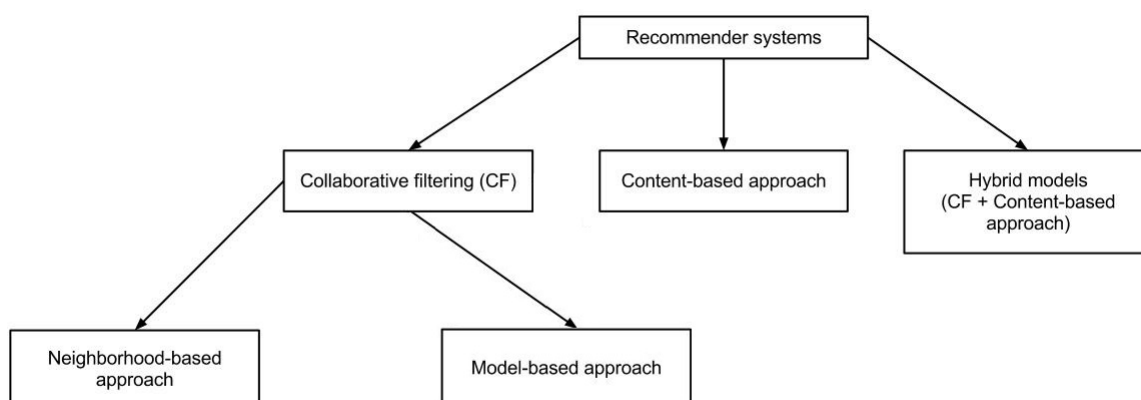 Recommender systems
Collaborative filtering (CF)
Content-based approach
Hybrid models
(CF + Content-based
approach)
Neighborhood-based
approach
Model-based approach